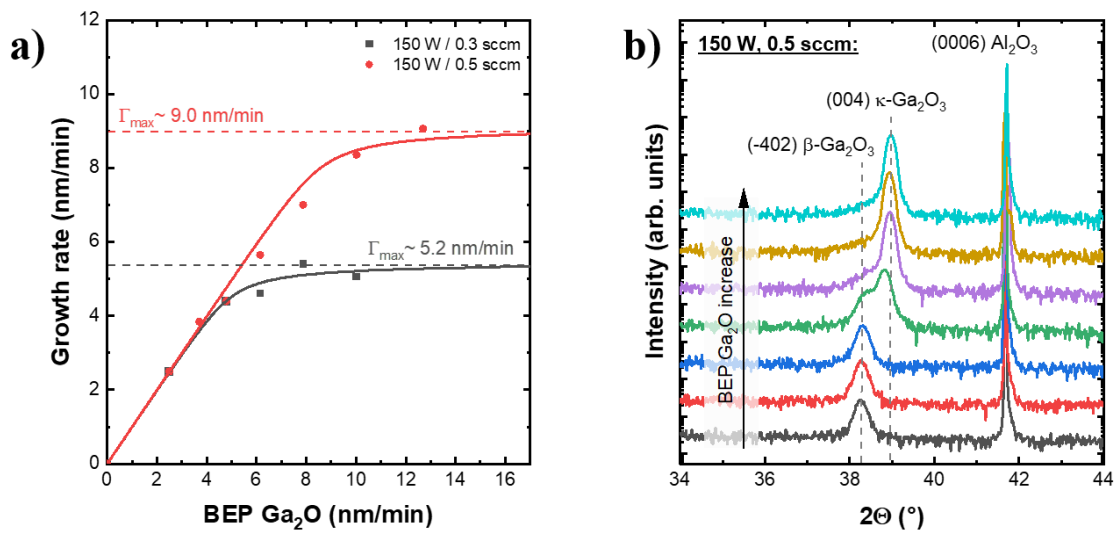 a)
150 W / 0.3 sccm
150 W / 0.5 sccm
Γmax~ 9.0 nm/min
Γmax~ 5.2 nm/min
Growth rate (nm/min)
12
10
8
6
4
2
0
0 2 4 6 8 10 12 14 16
BEP Ga₂O (nm/min)
b)
150 W, 0.5 sccm:
(0006) Al₂O₃
(004) κ-Ga₂O₃
(-402) β-Ga₂O₃
BEP Ga₂O increase
Intensity (arb. units)
34 36 38 40 42 44
2Θ (°)